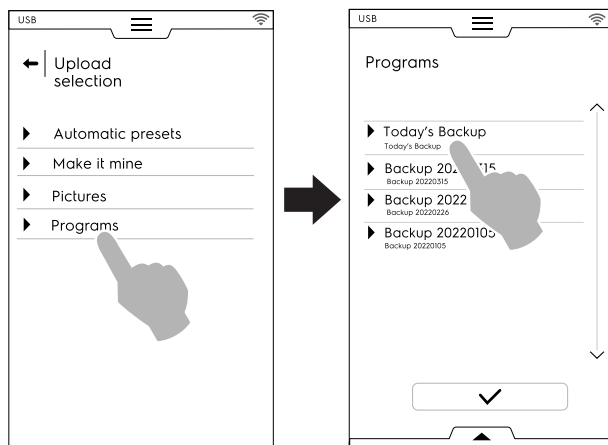 USB
Upload
selection
Automatic presets
Make it mine
Pictures
Programs
USB
Programs
Today's Backup
Today's Backup
Backup 20220315
Backup 20220315
Backup 2022
Backup 20220226
Backup 20220105
Backup 20220105